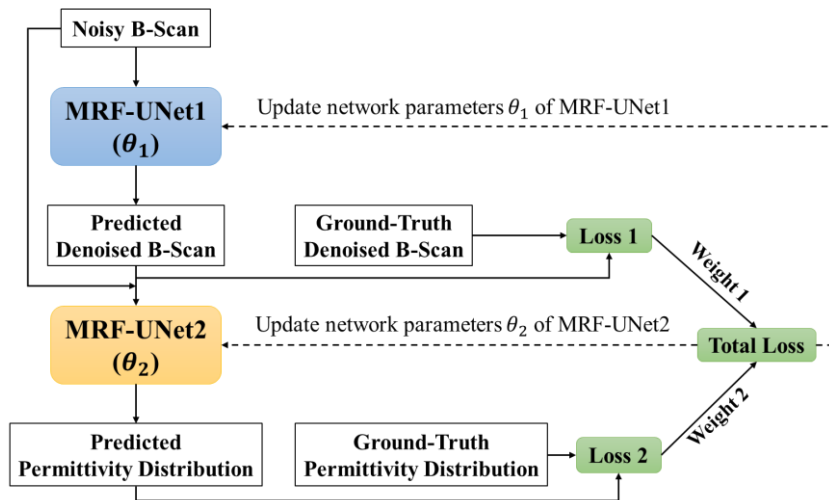 Noisy B-Scan
MRF-UNet1
(θ₁)
Update network parameters θ₁ of MRF-UNet1
Predicted
Denoised B-Scan
Ground-Truth
Denoised B-Scan
Loss 1
Weight 1
MRF-UNet2
(θ₂)
Update network parameters θ₂ of MRF-UNet2
Total Loss
Weight 2
Predicted
Permittivity Distribution
Ground-Truth
Permittivity Distribution
Loss 2